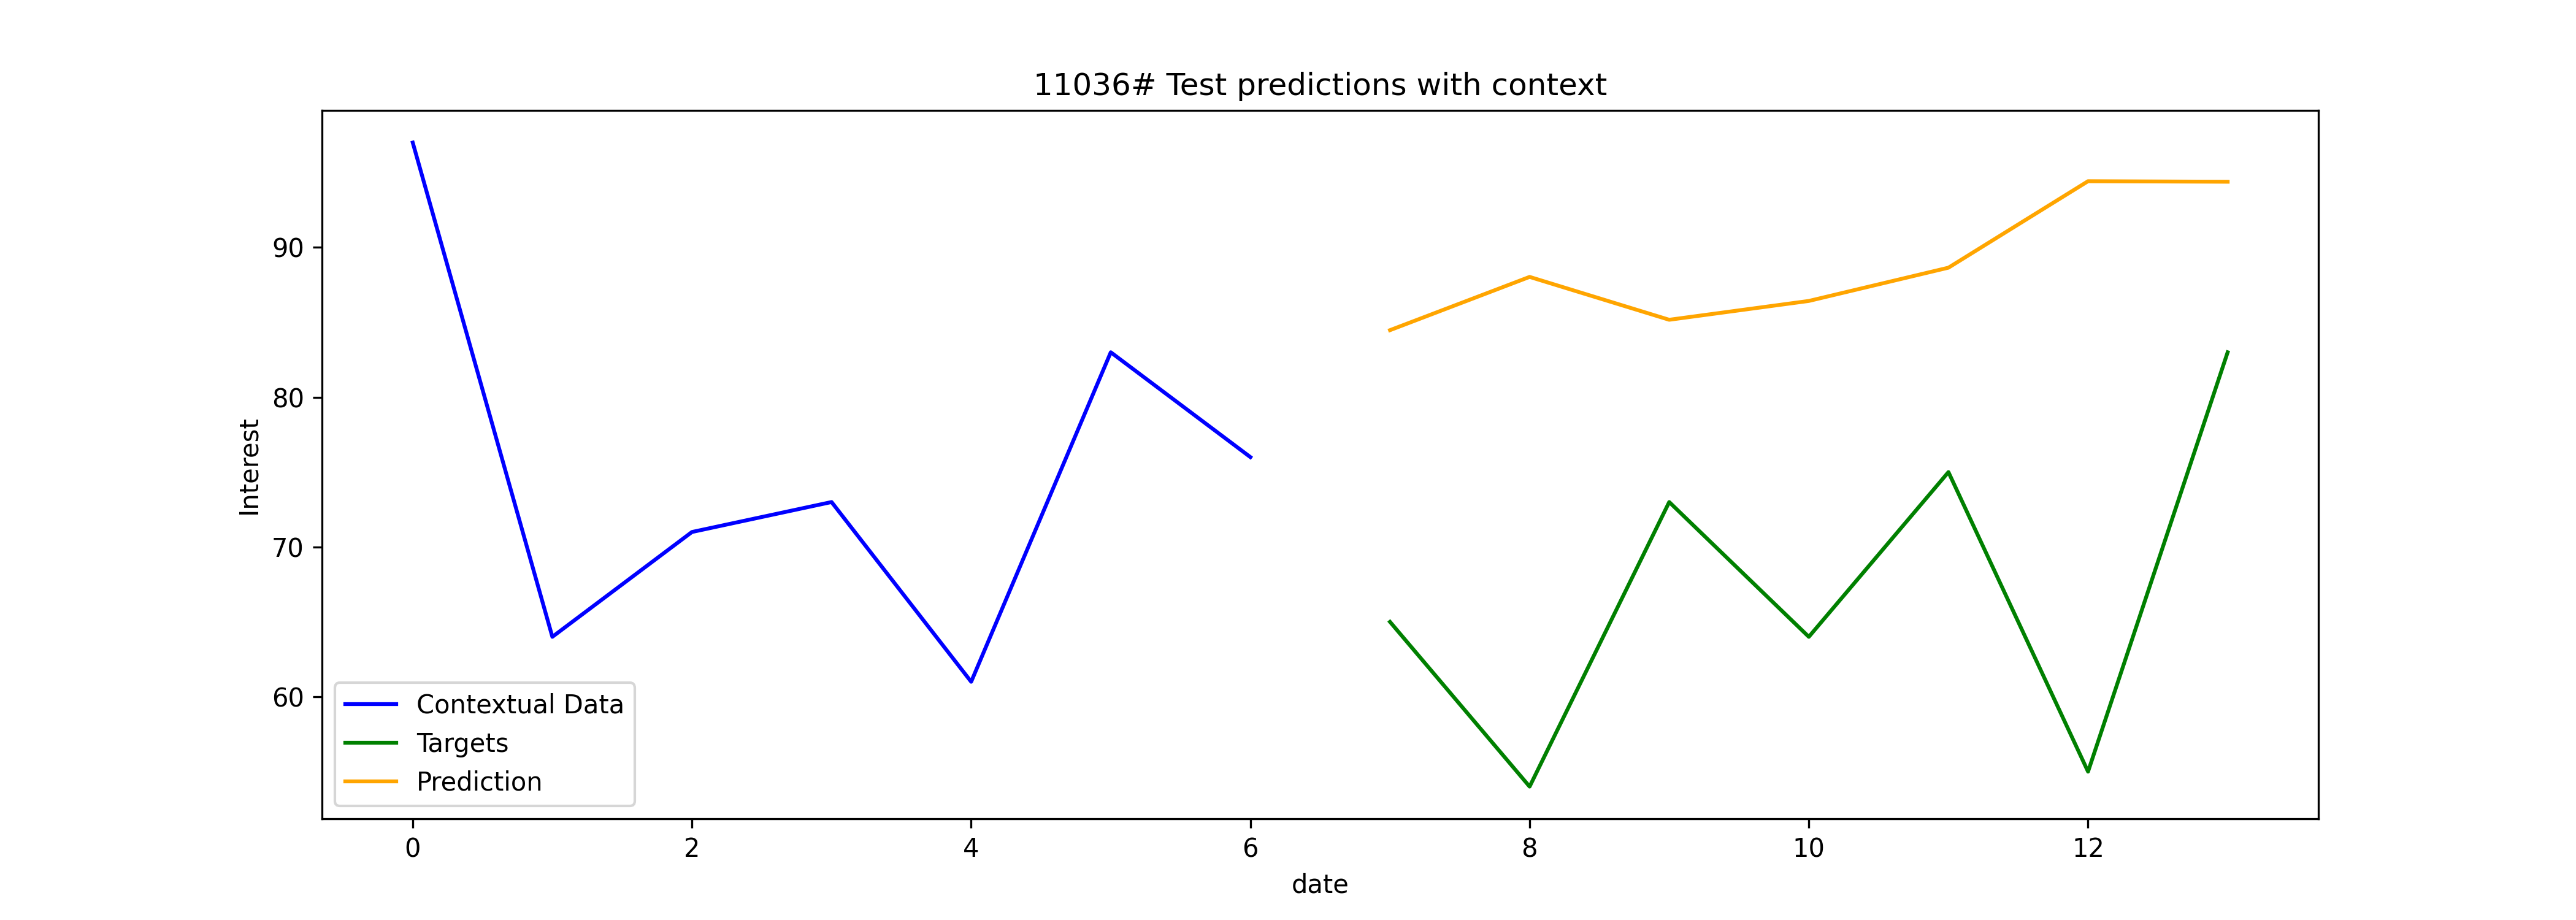 11036# Test predictions with context
Interest
90
80
70
60
Contextual Data
Targets
Prediction
0 2 4 6 8 10 12
date